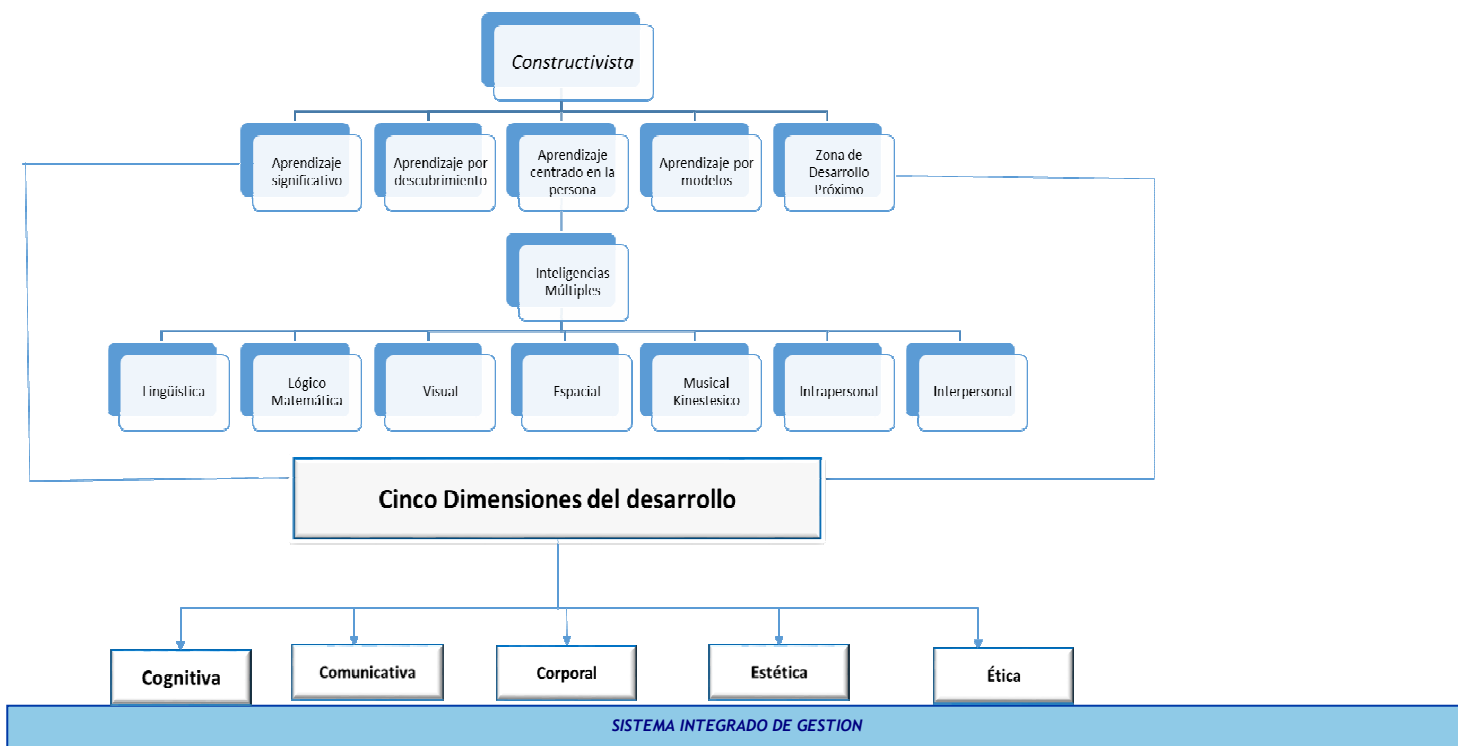 Constructivista
Aprendizaje
significativo
Aprendizaje por
descubrimiento
Aprendizaje
centrado en la
persona
Aprendizaje por
modelos
Zona de
Desarrollo
Próximo
Inteligencias
Múltiples
Lingüística
Lógico
Matemática
Visual
Espacial
Musical
Kinestesico
Intrapersonal
Interpersonal
Cinco Dimensiones del desarrollo
Cognitiva
Comunicativa
Corporal
Estética
Ética
SISTEMA INTEGRADO DE GESTION